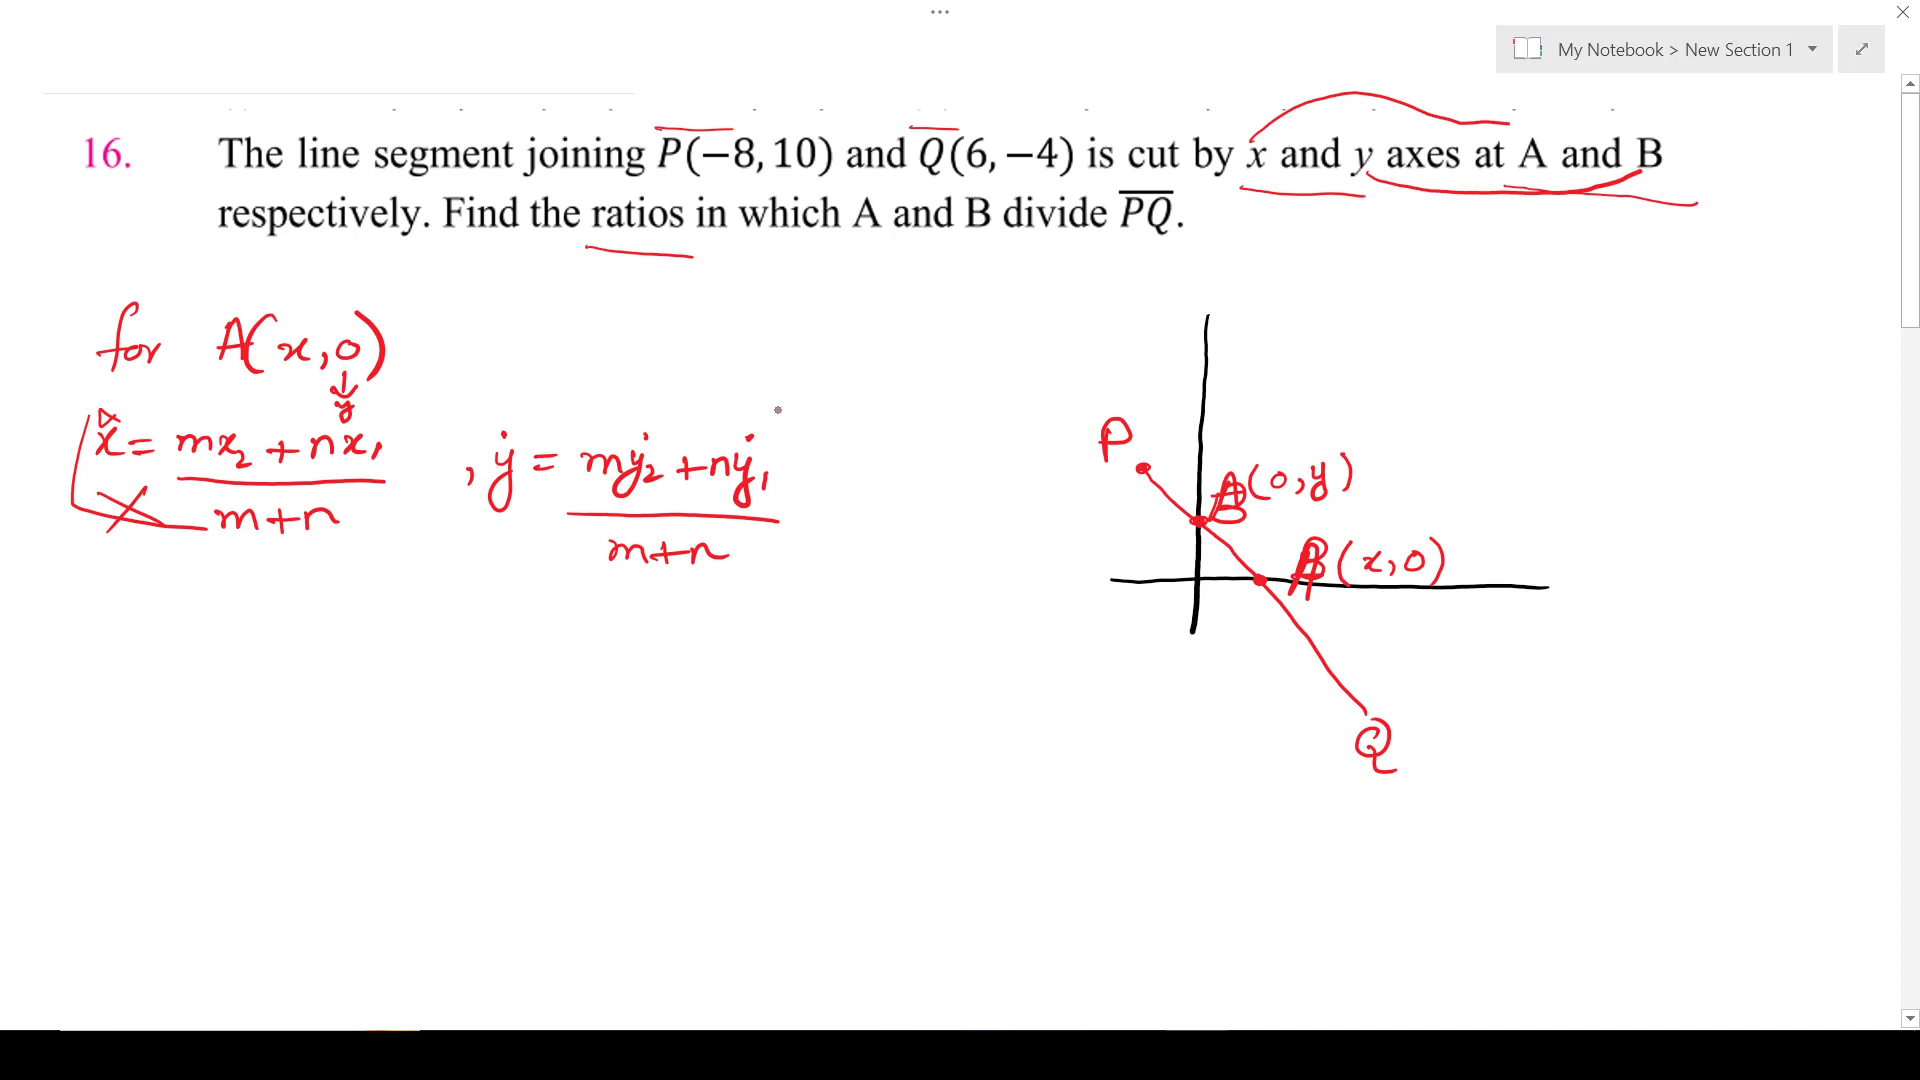 My Notebook > New Section 1
16. The line segment joining P(−8, 10) and Q(6, −4) is cut by x and y axes at A and B
respectively. Find the ratios in which A and B divide P̅Q̅.
for A(x, 0)
y
x = mx₂ + nx₁ / m+n , y = my₂ + ny₁ / m+n
P
B(0, y)
A(x, 0)
Q